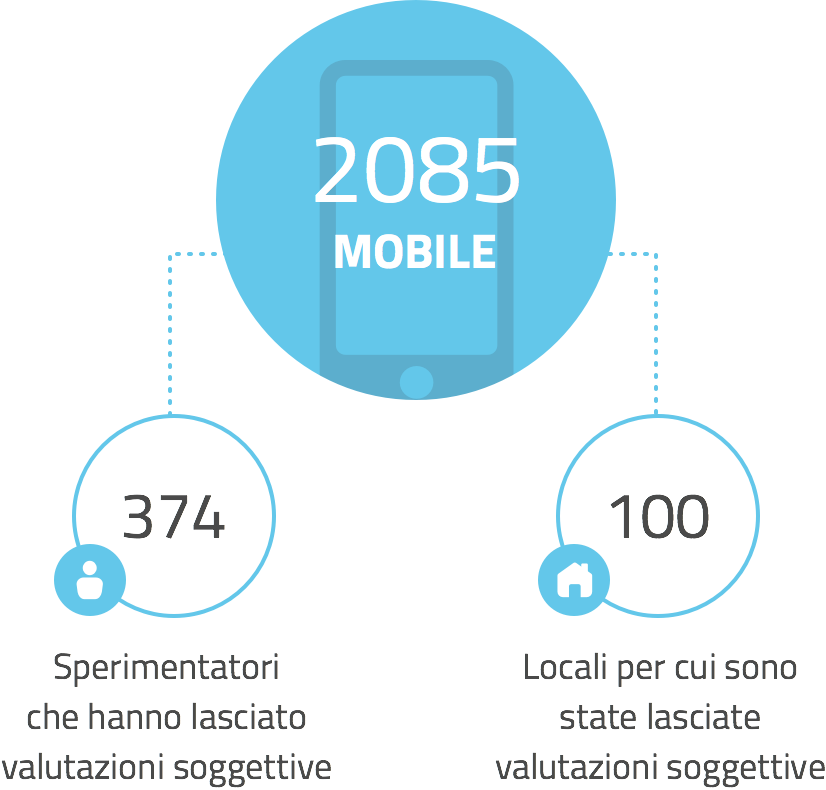 2085
MOBILE
374
100
Sperimentatori
che hanno lasciato
valutazioni soggettive
Locali per cui sono
state lasciate
valutazioni soggettive